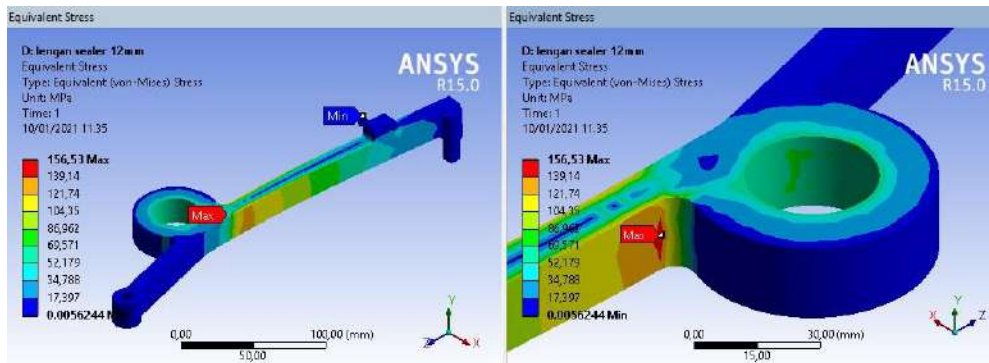 Equivalent Stress
D: lengan sealer 12mm
Equivalent Stress
Type: Equivalent (von-Mises) Stress
Unit: MPa
Time: 1
10/01/2021 11.35
156,53 Max
139,14
121,74
104,35
86,962
69,571
52,179
34,788
17,397
0.0056244 M
ANSYS
R15.0
Min
Max
0,00
100,00 (mm)
50,00
Y
Z
X
Equivalent Stress
D: lengan sealer 12mm
Equivalent Stress
Type: Equivalent (von-Mises) Stress
Unit: MPa
Time: 1
10/01/2021 11.35
156,53 Max
139,14
121,74
104,35
86,962
69,571
52,179
34,788
17,397
0.0056244 Min
ANSYS
R15.0
Max
0,00
30,00 (mm)
15,00
Y
X
Z